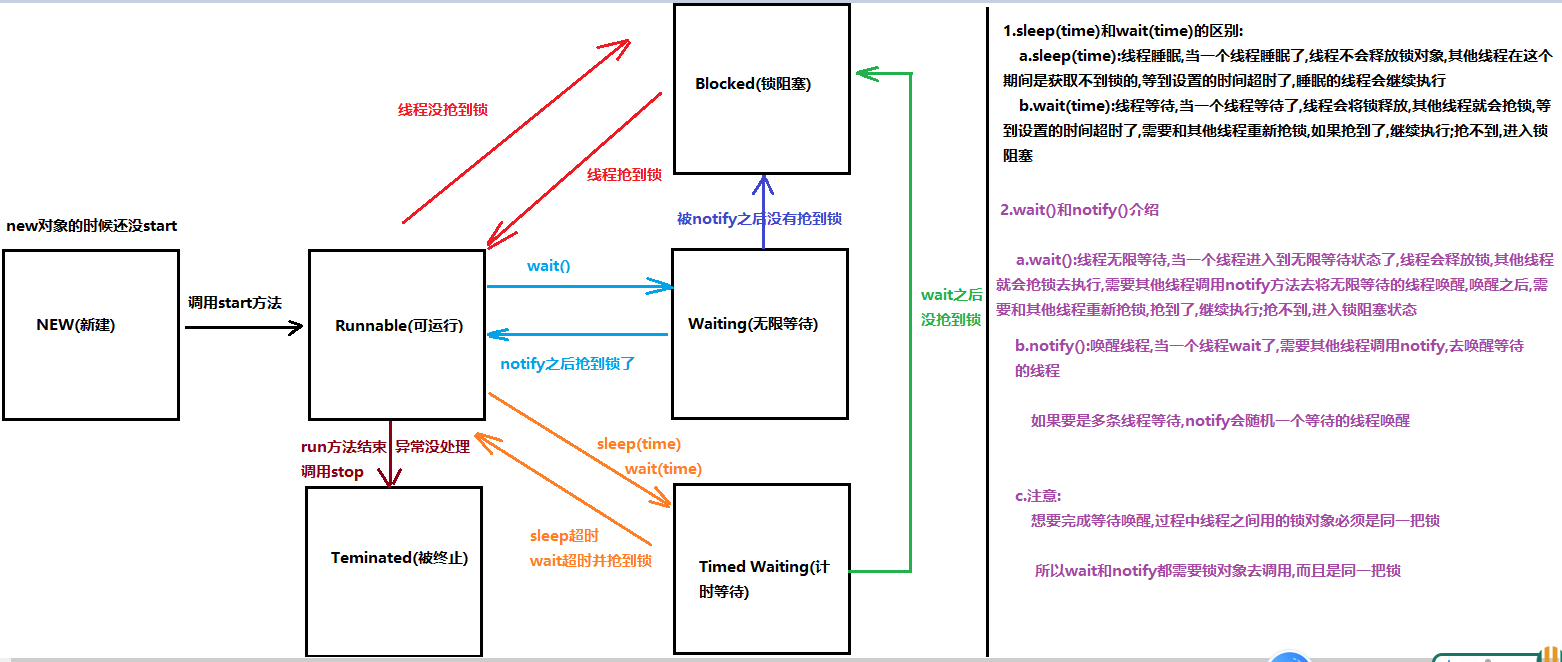 new对象的时候还没start
NEW(新建)
调用start方法
Runnable(可运行)
线程没抢到锁
线程抢到锁
Blocked(锁阻塞)
被notify之后没有抢到锁
wait()
Waiting(无限等待)
notify之后抢到锁了
wait之后
没抢到锁
run方法结束 异常没处理
调用stop
Teminated(被终止)
sleep(time)
wait(time)
sleep超时
wait超时并抢到锁
Timed Waiting(计
时等待)
1.sleep(time)和wait(time)的区别:
a.sleep(time):线程睡眠,当一个线程睡眠了,线程不会释放锁对象,其他线程在这个
期间是获取不到锁的,等到设置的时间超时了,睡眠的线程会继续执行
b.wait(time):线程等待,当一个线程等待了,线程会将锁释放,其他线程就会抢锁,等
到设置的时间超时了,需要和其他线程重新抢锁,如果抢到了,继续执行;抢不到,进入锁
阻塞
2.wait()和notify()介绍
a.wait():线程无限等待,当一个线程进入到无限等待状态了,线程会释放锁,其他线程
就会抢锁去执行,需要其他线程调用notify方法去将无限等待的线程唤醒,唤醒之后,需
要和其他线程重新抢锁,抢到了,继续执行;抢不到,进入锁阻塞状态
b.notify():唤醒线程,当一个线程wait了,需要其他线程调用notify,去唤醒等待
的线程
如果要是多条线程等待,notify会随机一个等待的线程唤醒
c.注意:
想要完成等待唤醒,过程中线程之间用的锁对象必须是同一把锁
所以wait和notify都需要锁对象去调用,而且是同一把锁